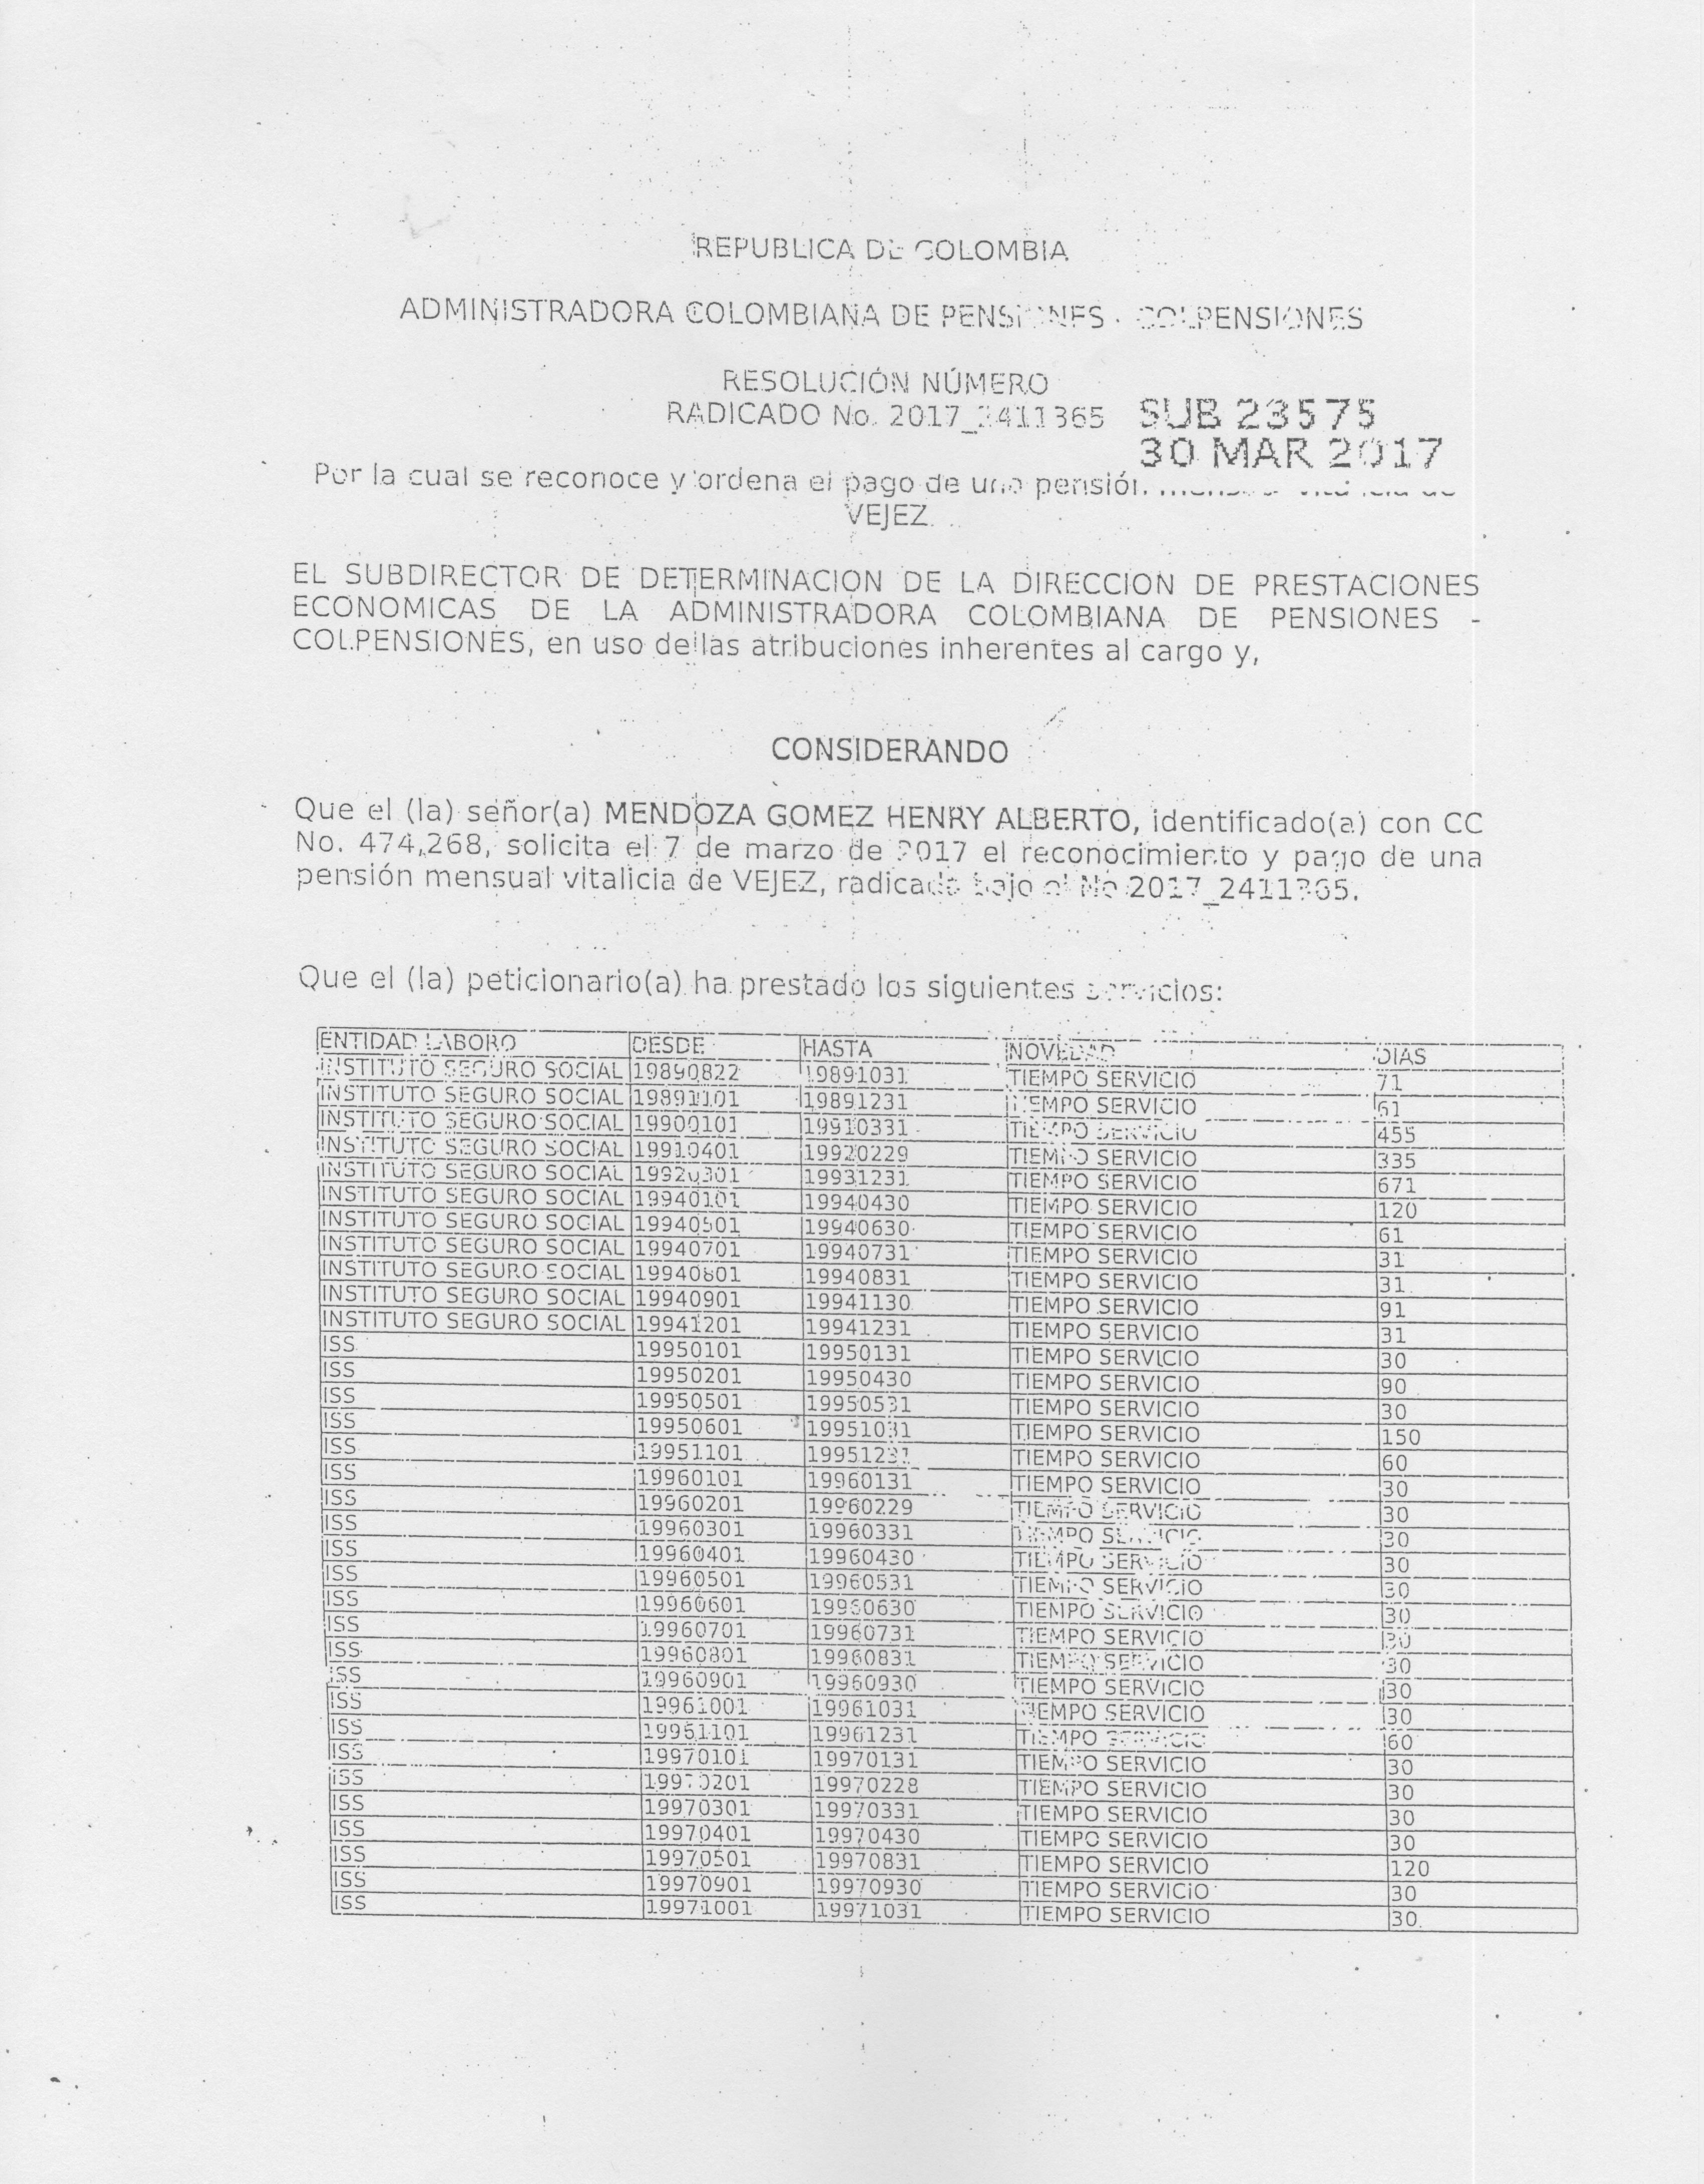 REPUBLICA DE COLOMBIA
ADMINISTRADORA COLOMBIANA DE PENSIONES - COLPENSIONES
RESOLUCIÓN NÚMERO
RADICADO No. 2017_2411365 SUB 23575
30 MAR 2017
Por la cual se reconoce y ordena el pago de una pensión mensual vitalicia de
VEJEZ
EL SUBDIRECTOR DE DETERMINACION DE LA DIRECCION DE PRESTACIONES
ECONOMICAS DE LA ADMINISTRADORA COLOMBIANA DE PENSIONES -
COLPENSIONES, en uso de las atribuciones inherentes al cargo y,
CONSIDERANDO
Que el (la) señor(a) MENDOZA GOMEZ HENRY ALBERTO, identificado(a) con CC
No. 474,268, solicita el 7 de marzo de 2017 el reconocimiento y pago de una
pensión mensual vitalicia de VEJEZ, radicada bajo el No 2017_2411365.
Que el (la) peticionario(a) ha prestado los siguientes servicios:
ENTIDAD LABORO DESDE HASTA NOVEDAD DIAS
INSTITUTO SEGURO SOCIAL 19890822 19891031 TIEMPO SERVICIO 71
INSTITUTO SEGURO SOCIAL 19891101 19891231 TIEMPO SERVICIO 61
INSTITUTO SEGURO SOCIAL 19900101 19910331 TIEMPO SERVICIO 455
INSTITUTO SEGURO SOCIAL 19910401 19920229 TIEMPO SERVICIO 335
INSTITUTO SEGURO SOCIAL 19920301 19931231 TIEMPO SERVICIO 671
INSTITUTO SEGURO SOCIAL 19940101 19940430 TIEMPO SERVICIO 120
INSTITUTO SEGURO SOCIAL 19940501 19940630 TIEMPO SERVICIO 61
INSTITUTO SEGURO SOCIAL 19940701 19940731 TIEMPO SERVICIO 31
INSTITUTO SEGURO SOCIAL 19940801 19940831 TIEMPO SERVICIO 31
INSTITUTO SEGURO SOCIAL 19940901 19941130 TIEMPO SERVICIO 91
INSTITUTO SEGURO SOCIAL 19941201 19941231 TIEMPO SERVICIO 31
ISS 19950101 19950131 TIEMPO SERVICIO 30
ISS 19950201 19950430 TIEMPO SERVICIO 90
ISS 19950501 19950531 TIEMPO SERVICIO 30
ISS 19950601 19951031 TIEMPO SERVICIO 150
ISS 19951101 19951231 TIEMPO SERVICIO 60
ISS 19960101 19960131 TIEMPO SERVICIO 30
ISS 19960201 19960229 TIEMPO SERVICIO 30
ISS 19960301 19960331 TIEMPO SERVICIO 30
ISS 19960401 19960430 TIEMPO SERVICIO 30
ISS 19960501 19960531 TIEMPO SERVICIO 30
ISS 19960601 19960630 TIEMPO SERVICIO 30
ISS 19960701 19960731 TIEMPO SERVICIO 30
ISS 19960801 19960831 TIEMPO SERVICIO 30
ISS 19960901 19960930 TIEMPO SERVICIO 30
ISS 19961001 19961031 TIEMPO SERVICIO 30
ISS 19961101 19961231 TIEMPO SERVICIO 60
ISS 19970101 19970131 TIEMPO SERVICIO 30
ISS 19970201 19970228 TIEMPO SERVICIO 30
ISS 19970301 19970331 TIEMPO SERVICIO 30
ISS 19970401 19970430 TIEMPO SERVICIO 30
ISS 19970501 19970831 TIEMPO SERVICIO 120
ISS 19970901 19970930 TIEMPO SERVICIO 30
ISS 19971001 19971031 TIEMPO SERVICIO 30